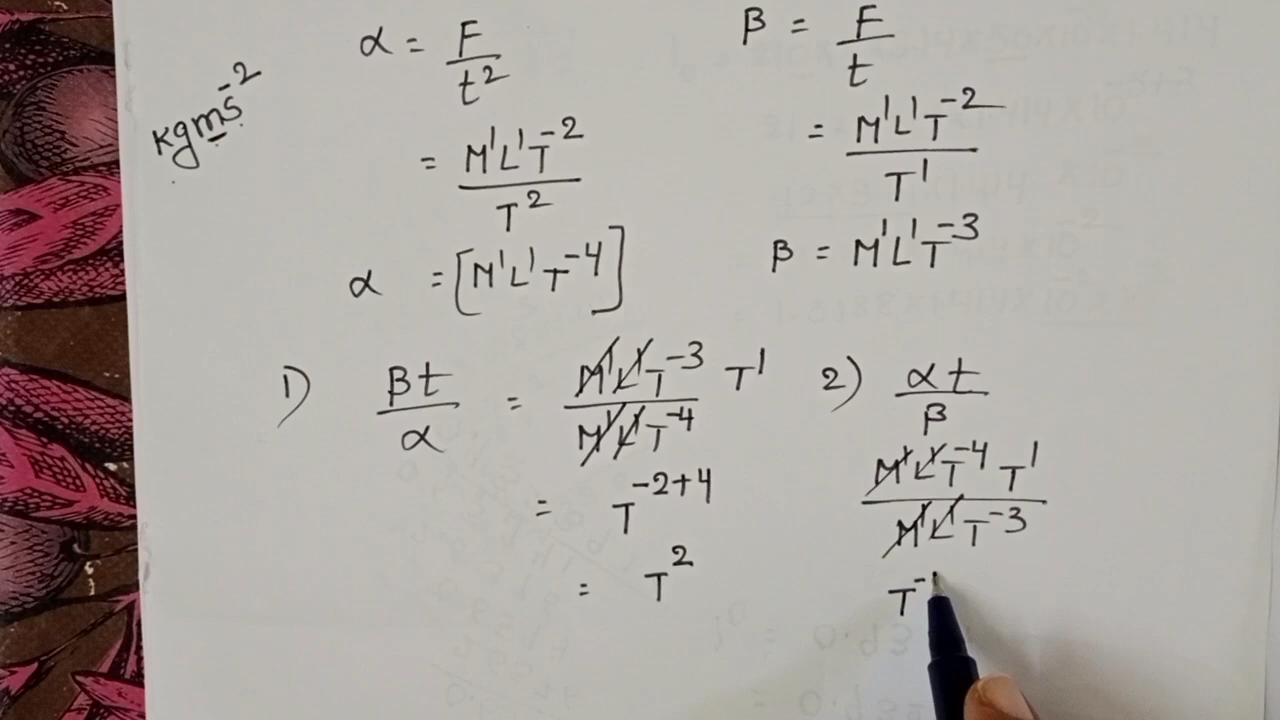 α = F/t²
β = F/t
kgms⁻²
= M¹L¹T⁻²/T²
= M¹L¹T⁻²/T¹
α = [M¹L¹T⁻⁴]
β = M¹L¹T⁻³
1) βt/α = M¹L¹T⁻³/M¹L¹T⁻⁴ T¹
= T⁻²⁺⁴
= T²
2) αt/β
M¹L¹T⁻⁴ T¹/M¹L¹T⁻³
T⁻